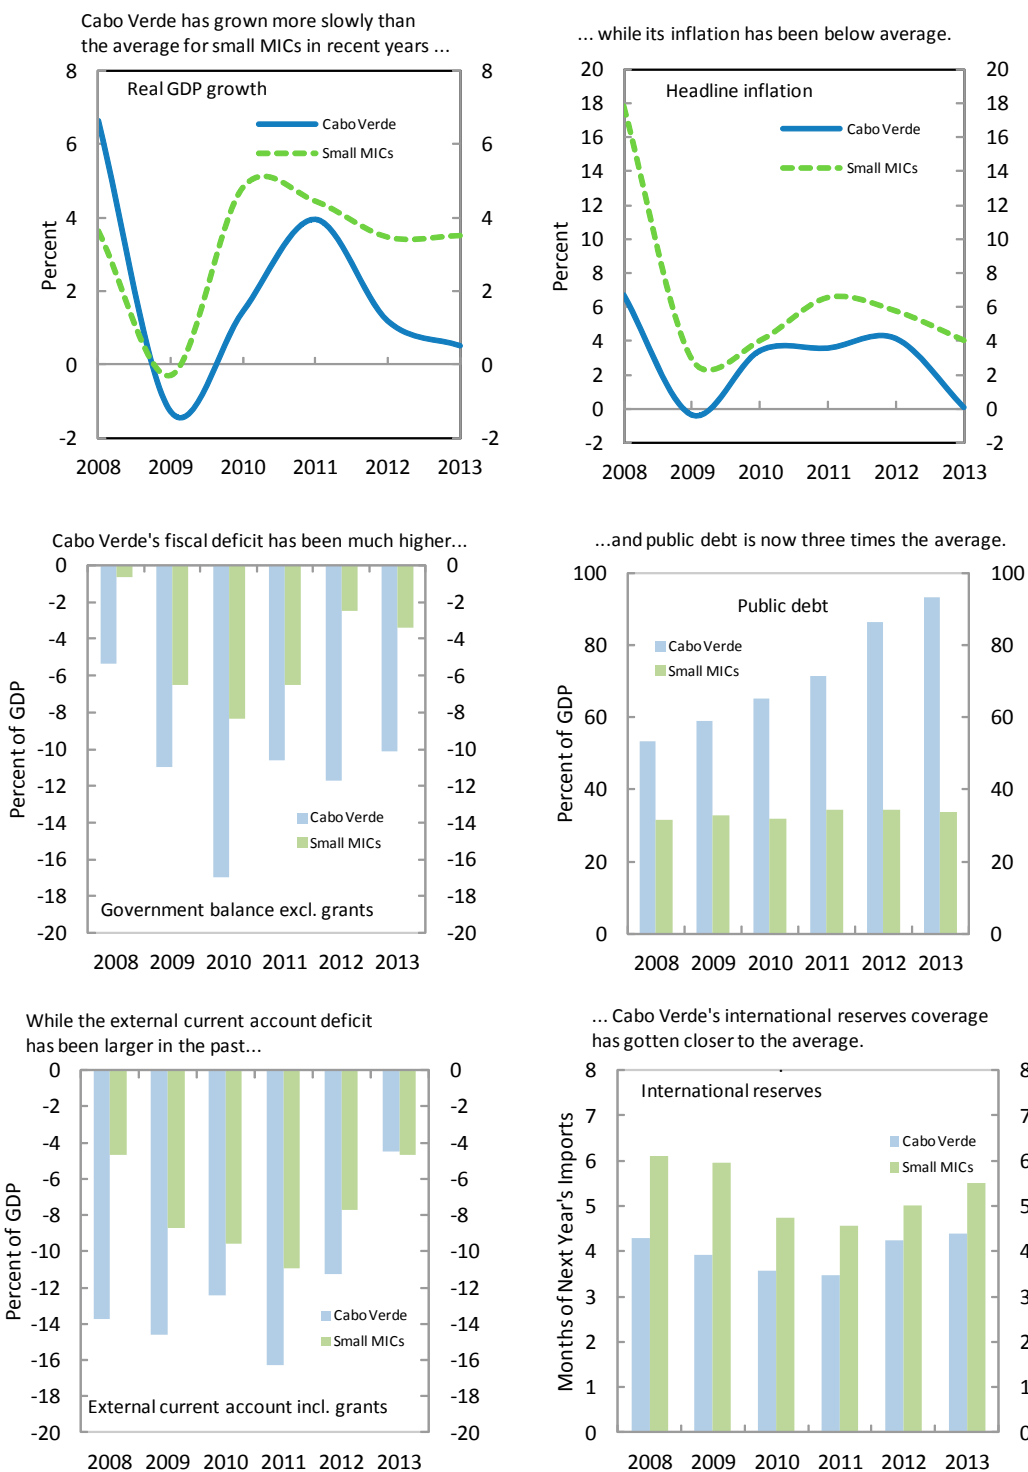 Cabo Verde has grown more slowly than
the average for small MICs in recent years ...
8
8
Real GDP growth
Cabo Verde
Small MICs
6
6
4
4
2
2
0
0
-2
-2
Percent
2008 2009 2010 2011 2012 2013
... while its inflation has been below average.
20
20
Headline inflation
Cabo Verde
Small MICs
18
18
16
16
14
14
12
12
10
10
8
8
6
6
4
4
2
2
0
0
-2
-2
Percent
2008 2009 2010 2011 2012 2013
Cabo Verde's fiscal deficit has been much higher...
0
0
-2
-2
-4
-4
-6
-6
-8
-8
-10
-10
-12
-12
-14
-14
-16
-16
-18
-18
-20
-20
Percent of GDP
Cabo Verde
Small MICs
Government balance excl. grants
2008 2009 2010 2011 2012 2013
...and public debt is now three times the average.
100
100
Public debt
Cabo Verde
Small MICs
80
80
60
60
40
40
20
20
0
0
Percent of GDP
2008 2009 2010 2011 2012 2013
While the external current account deficit
has been larger in the past...
0
0
-2
-2
-4
-4
-6
-6
-8
-8
-10
-10
-12
-12
-14
-14
-16
-16
-18
-18
-20
-20
Percent of GDP
Cabo Verde
Small MICs
External current account incl. grants
2008 2009 2010 2011 2012 2013
... Cabo Verde's international reserves coverage
has gotten closer to the average.
8
8
International reserves
Cabo Verde
Small MICs
7
7
6
6
5
5
4
4
3
3
2
2
1
1
0
0
Months of Next Year's Imports
2008 2009 2010 2011 2012 2013